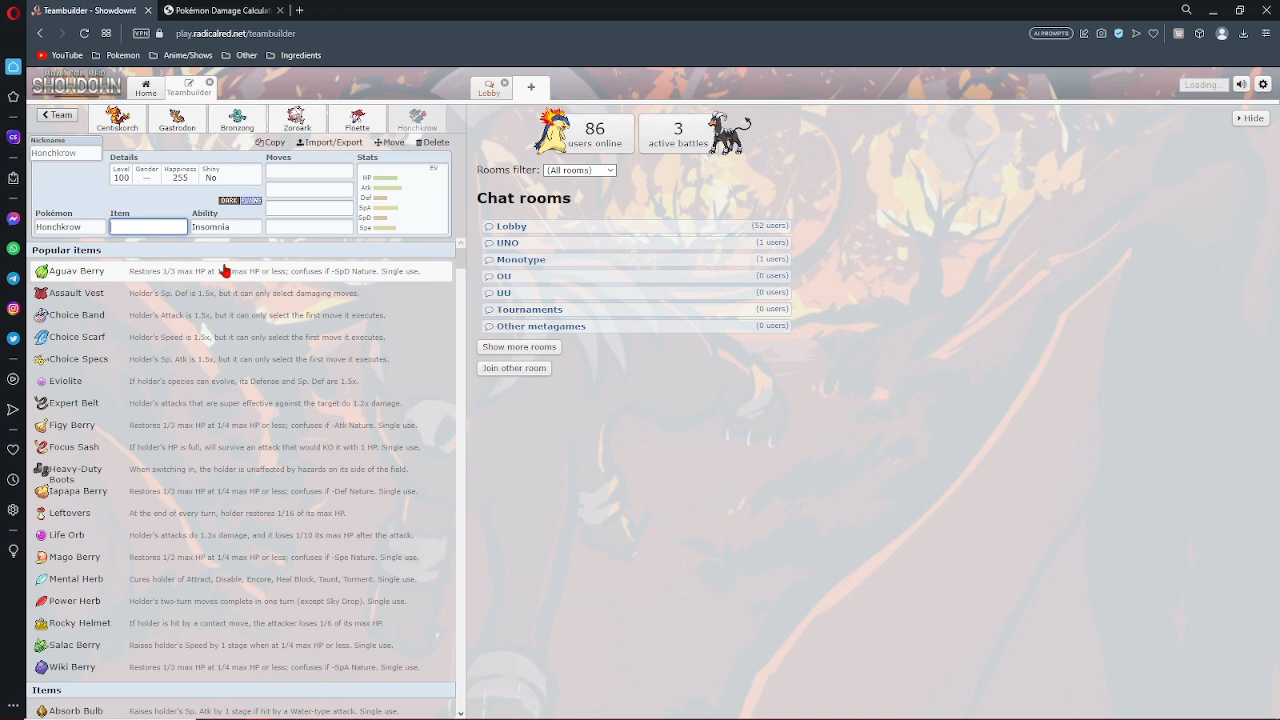 Teambuilder - Showdown!
Pokémon Damage Calculat
play.radicalred.net/teambuilder
VPN
AI PROMPTS
YouTube
Pokemon
Anime/Shows
Other
Ingredients
RADICAL RED
SHOWDOWN
Home
Teambuilder
Lobby
+
Loading...
Team
Centiskorch
Gastrodon
Bronzong
Zoroark
Floette
Honchkrow
Nickname
Honchkrow
Copy
Import/Export
Move
Delete
Details
Level Gender Happiness Shiny
100 — 255 No
DARK
Moves
Stats
EV
HP
Atk
Def
SpA
SpD
Spe
Pokémon
Item
Ability
Honchkrow
Insomnia
86
users online
3
active battles
Hide
Rooms filter: (All rooms)
Chat rooms
Lobby (52 users)
UNO (1 users)
Monotype (1 users)
OU (0 users)
UU (0 users)
Tournaments (0 users)
Other metagames (0 users)
Show more rooms
Join other room
Popular items
Aguav Berry Restores 1/3 max HP at max HP or less; confuses if -SpD Nature. Single use.
Assault Vest Holder's Sp. Def is 1.5x, but it can only select damaging moves.
Choice Band Holder's Attack is 1.5x, but it can only select the first move it executes.
Choice Scarf Holder's Speed is 1.5x, but it can only select the first move it executes.
Choice Specs Holder's Sp. Atk is 1.5x, but it can only select the first move it executes.
Eviolite If holder's species can evolve, its Defense and Sp. Def are 1.5x.
Expert Belt Holder's attacks that are super effective against the target do 1.2x damage.
Figy Berry Restores 1/3 max HP at 1/4 max HP or less; confuses if -Atk Nature. Single use.
Focus Sash If holder's HP is full, will survive an attack that would KO it with 1 HP. Single use.
Heavy-Duty Boots When switching in, the holder is unaffected by hazards on its side of the field.
Iapapa Berry Restores 1/3 max HP at 1/4 max HP or less; confuses if -Def Nature. Single use.
Leftovers At the end of every turn, holder restores 1/16 of its max HP.
Life Orb Holder's attacks do 1.3x damage, and it loses 1/10 its max HP after the attack.
Mago Berry Restores 1/3 max HP at 1/4 max HP or less; confuses if -Spe Nature. Single use.
Mental Herb Cures holder of Attract, Disable, Encore, Heal Block, Taunt, Torment. Single use.
Power Herb Holder's two-turn moves complete in one turn (except Sky Drop). Single use.
Rocky Helmet If holder is hit by a contact move, the attacker loses 1/6 of its max HP.
Salac Berry Raises holder's Speed by 1 stage when at 1/4 max HP or less. Single use.
Wiki Berry Restores 1/3 max HP at 1/4 max HP or less; confuses if -SpA Nature. Single use.
Items
Absorb Bulb Raises holder's Sp. Atk by 1 stage if hit by a Water-type attack. Single use.